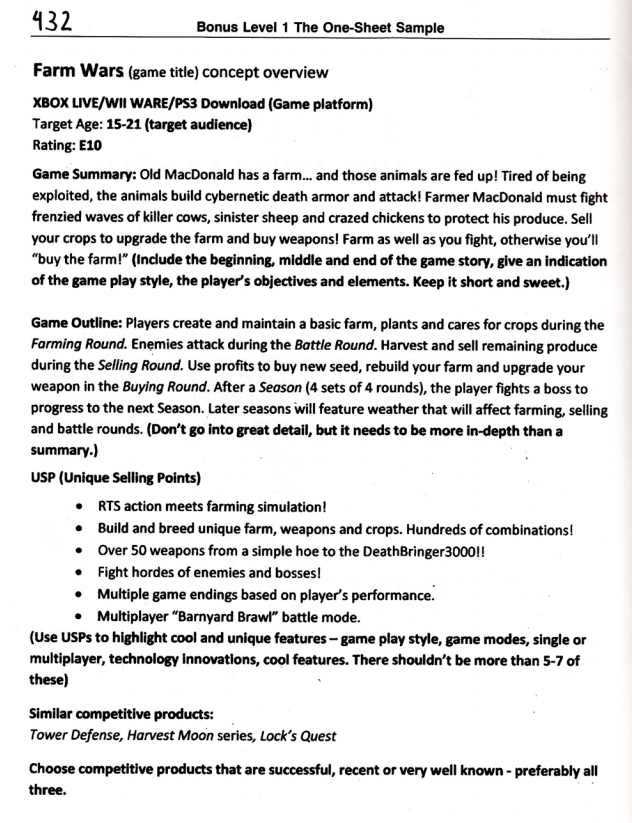 432
Bonus Level 1 The One-Sheet Sample
Farm Wars (game title) concept overview
XBOX LIVE/WII WARE/PS3 Download (Game platform)
Target Age: 15-21 (target audience)
Rating: E10
Game Summary: Old MacDonald has a farm... and those animals are fed up! Tired of being
exploited, the animals build cybernetic death armor and attack! Farmer MacDonald must fight
frenzied waves of killer cows, sinister sheep and crazed chickens to protect his produce. Sell
your crops to upgrade the farm and buy weapons! Farm as well as you fight, otherwise you'll
"buy the farm!" (Include the beginning, middle and end of the game story, give an indication
of the game play style, the player's objectives and elements. Keep it short and sweet.)
Game Outline: Players create and maintain a basic farm, plants and cares for crops during the
Farming Round. Enemies attack during the Battle Round. Harvest and sell remaining produce
during the Selling Round. Use profits to buy new seed, rebuild your farm and upgrade your
weapon in the Buying Round. After a Season (4 sets of 4 rounds), the player fights a boss to
progress to the next Season. Later seasons will feature weather that will affect farming, selling
and battle rounds. (Don't go into great detail, but it needs to be more in-depth than a
summary.)
USP (Unique Selling Points)
• RTS action meets farming simulation!
• Build and breed unique farm, weapons and crops. Hundreds of combinations!
• Over 50 weapons from a simple hoe to the DeathBringer3000!!
• Fight hordes of enemies and bosses!
• Multiple game endings based on player's performance.
• Multiplayer "Barnyard Brawl" battle mode.
(Use USPs to highlight cool and unique features – game play style, game modes, single or
multiplayer, technology innovations, cool features. There shouldn't be more than 5-7 of
these)
Similar competitive products:
Tower Defense, Harvest Moon series, Lock's Quest
Choose competitive products that are successful, recent or very well known - preferably all
three.